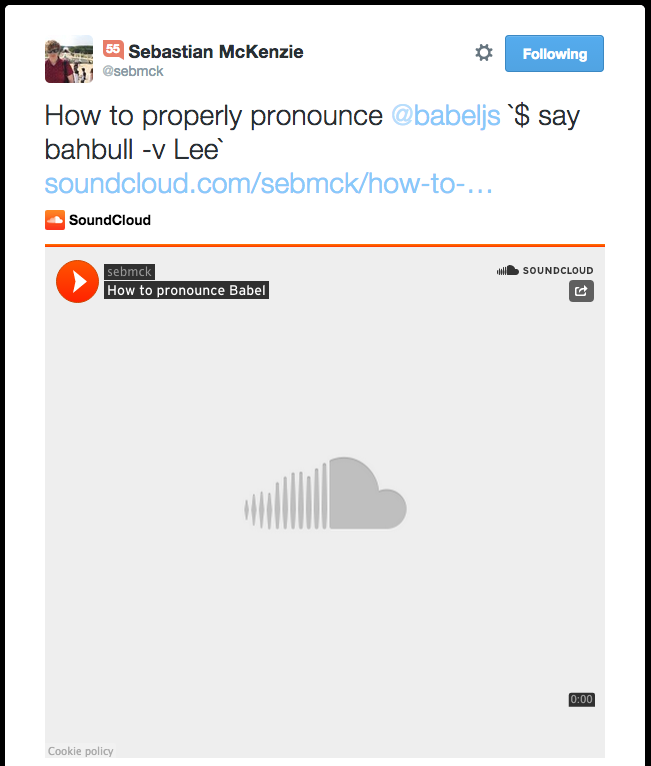 55 Sebastian McKenzie
@sebmck
Following
How to properly pronounce @babeljs `$ say
bahbull -v Lee`
soundcloud.com/sebmck/how-to-…
SoundCloud
sebmck
How to pronounce Babel
SOUNDCLOUD
0:00
Cookie policy